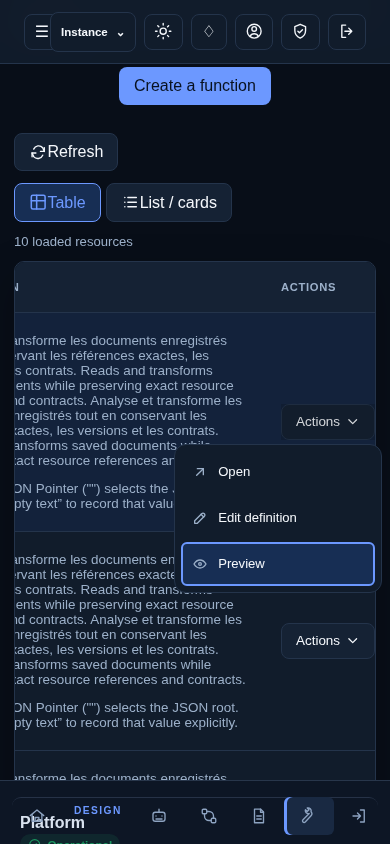 Instance
Create a function
Refresh
Table
List / cards
10 loaded resources
ACTIONS
ansforme les documents enregistrés
ervant les références exactes, les
s contrats. Reads and transforms
ents while preserving exact resource
nd contracts. Analyse et transforme les
nregistrés tout en conservant les
xactes, les versions et les contrats.
ansforms saved documents while
xact resource references an
ON Pointer ("") selects the
pty text" to record that valu
Actions
Open
Edit definition
Preview
ansforme les documents en
ervant les références exacte
s contrats. Reads and transforms
ents while preserving exact resource
nd contracts. Analyse et transforme les
nregistrés tout en conservant les
xactes, les versions et les contrats.
ansforms saved documents while
xact resource references and contracts.
ON Pointer ("") selects the JSON root.
pty text" to record that value explicitly.
Actions
ansforme les documents enregistrés
DESIGN
Platform
Operational